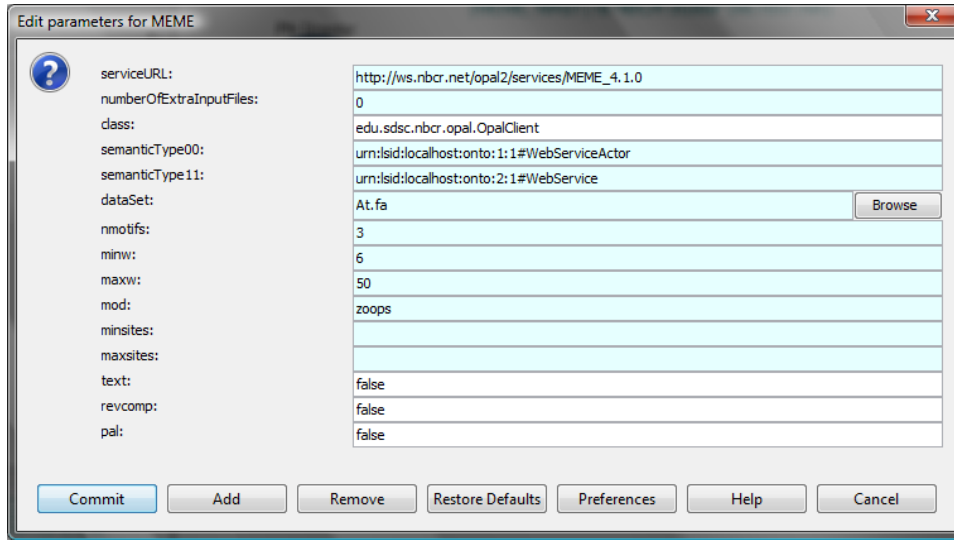 Edit parameters for MEME
serviceURL: http://ws.nbcr.net/opal2/services/MEME_4.1.0
numberOfExtraInputFiles: 0
class: edu.sdsc.nbcr.opal.OpalClient
semanticType00: urn:lsid:localhost:onto:1:1#WebServiceActor
semanticType11: urn:lsid:localhost:onto:2:1#WebService
dataSet: At.fa Browse
nmotifs: 3
minw: 6
maxw: 50
mod: zoops
minsites:
maxsites:
text: false
revcomp: false
pal: false
Commit Add Remove Restore Defaults Preferences Help Cancel